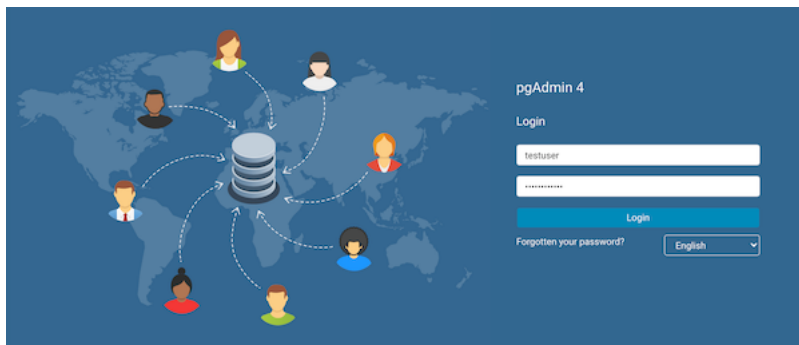 pgAdmin 4
Login
testuser
••••••••••••
Login
Forgotten your password?
English